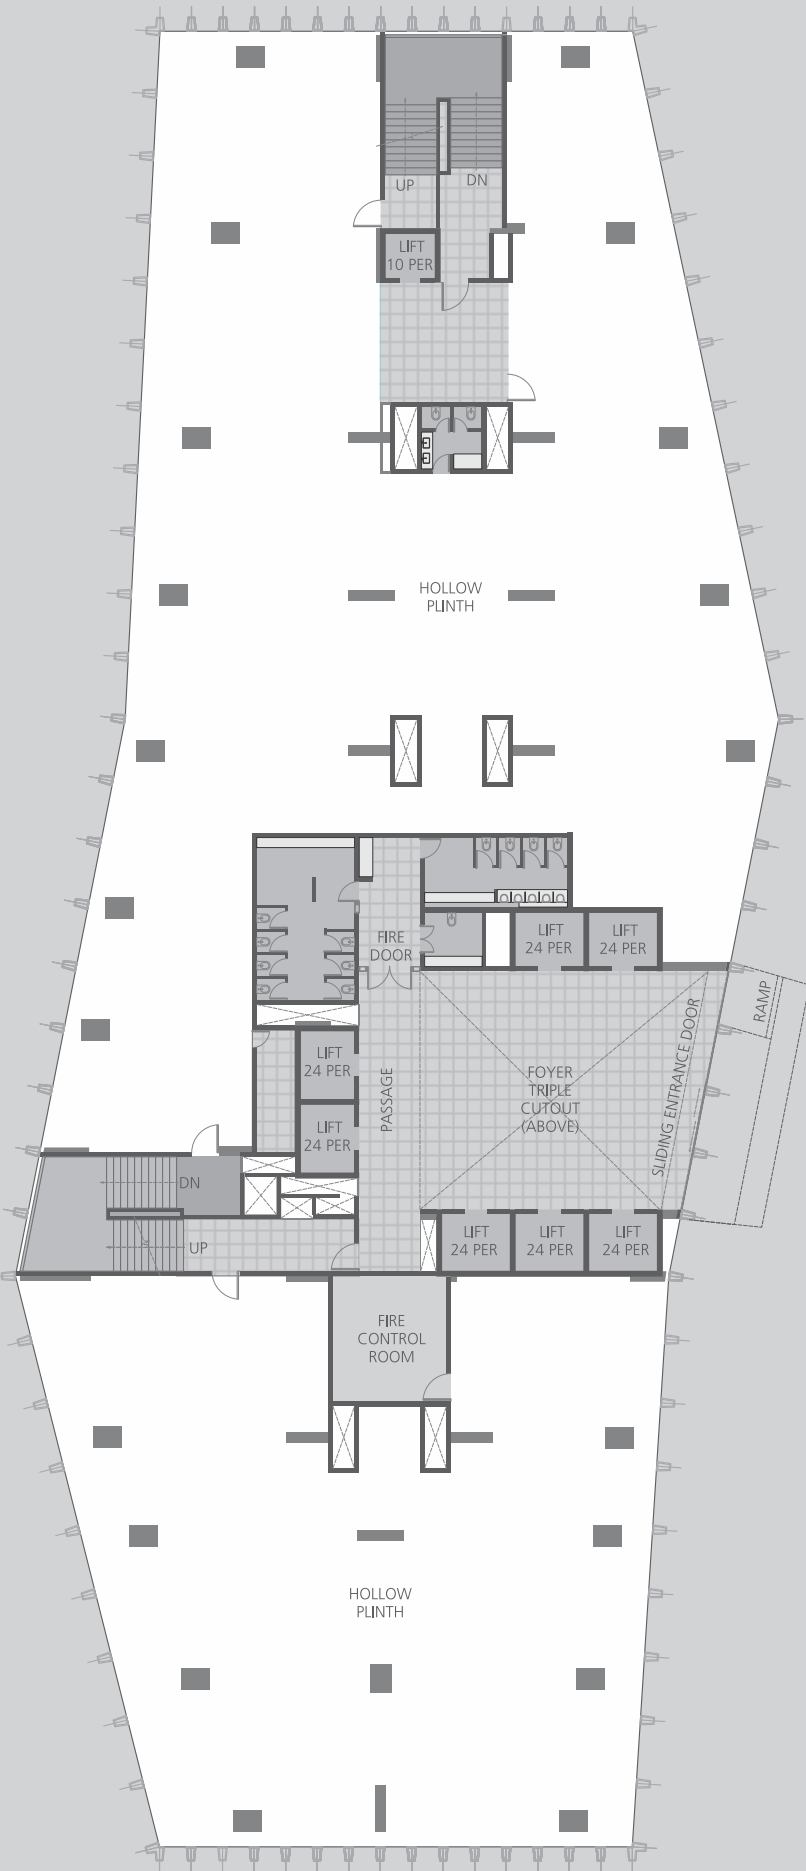 UP
DN
LIFT
10 PER
HOLLOW
PLINTH
FIRE
DOOR
LIFT
24 PER
LIFT
24 PER
RAMP
SLIDING ENTRANCE DOOR
FOYER
TRIPLE
CUTOUT
(ABOVE)
PASSAGE
LIFT
24 PER
LIFT
24 PER
DN
UP
LIFT
24 PER
LIFT
24 PER
LIFT
24 PER
FIRE
CONTROL
ROOM
HOLLOW
PLINTH